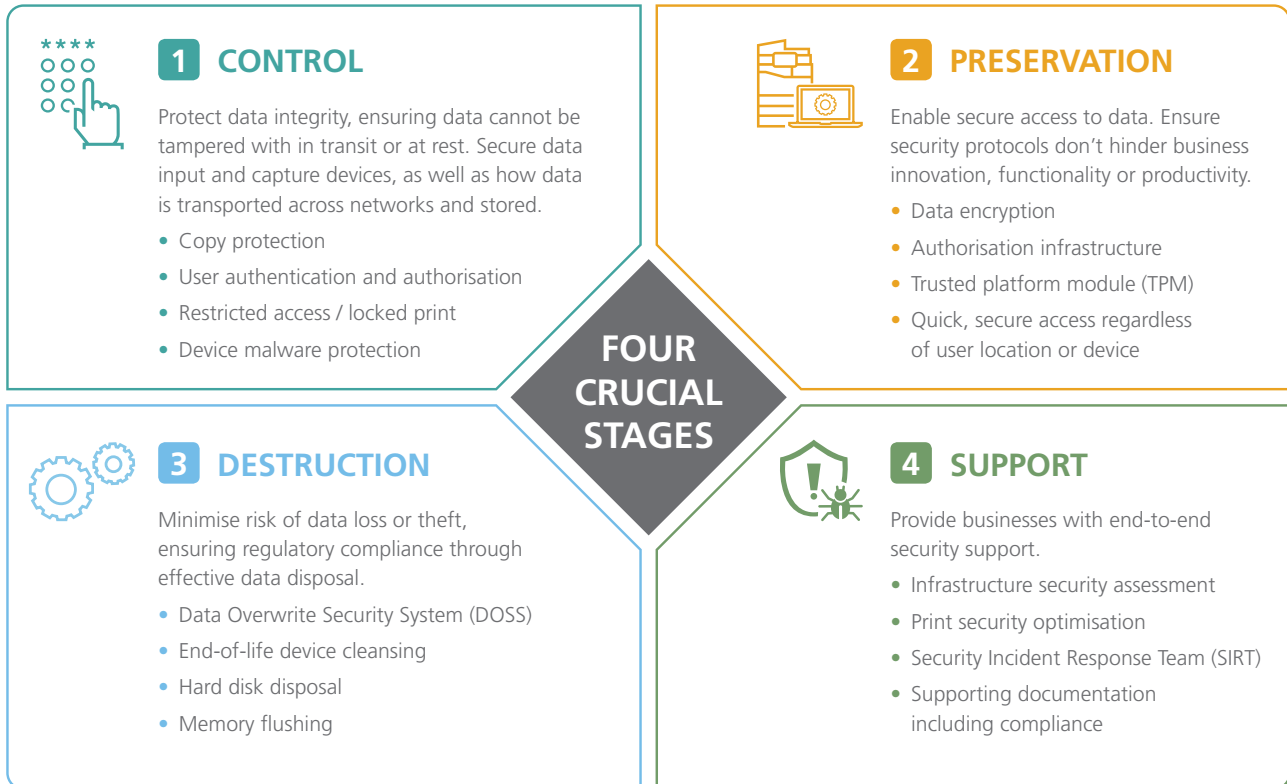 ****
1 CONTROL
Protect data integrity, ensuring data cannot be
tampered with in transit or at rest. Secure data
input and capture devices, as well as how data
is transported across networks and stored.
• Copy protection
• User authentication and authorisation
• Restricted access / locked print
• Device malware protection
2 PRESERVATION
Enable secure access to data. Ensure
security protocols don’t hinder business
innovation, functionality or productivity.
• Data encryption
• Authorisation infrastructure
• Trusted platform module (TPM)
• Quick, secure access regardless
of user location or device
FOUR
CRUCIAL
STAGES
3 DESTRUCTION
Minimise risk of data loss or theft,
ensuring regulatory compliance through
effective data disposal.
• Data Overwrite Security System (DOSS)
• End-of-life device cleansing
• Hard disk disposal
• Memory flushing
4 SUPPORT
Provide businesses with end-to-end
security support.
• Infrastructure security assessment
• Print security optimisation
• Security Incident Response Team (SIRT)
• Supporting documentation
including compliance